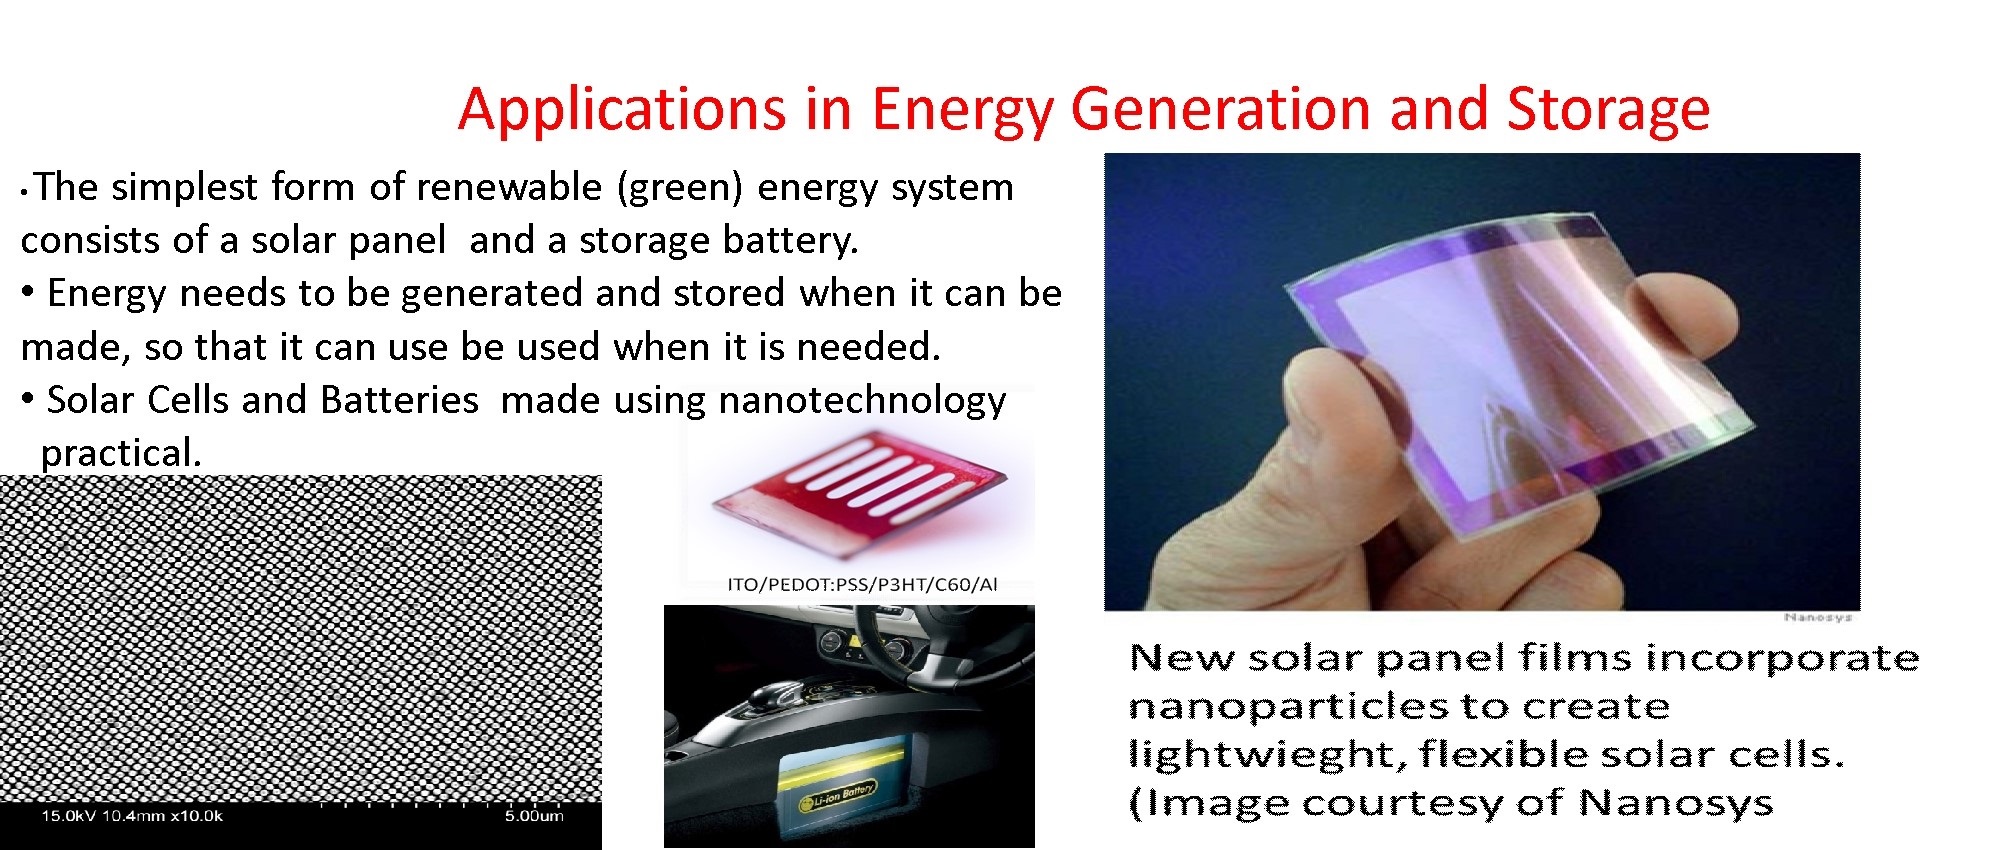 Applications in Energy Generation and Storage
• The simplest form of renewable (green) energy system
consists of a solar panel and a storage battery.
• Energy needs to be generated and stored when it can be
made, so that it can use be used when it is needed.
• Solar Cells and Batteries made using nanotechnology
practical.
15.0kV 10.4mm x10.0k 5.00um
ITO/PEDOT:PSS/P3HT/C60/Al
Li-ion Battery
Nanosys
New solar panel films incorporate
nanoparticles to create
lightwieght, flexible solar cells.
(Image courtesy of Nanosys